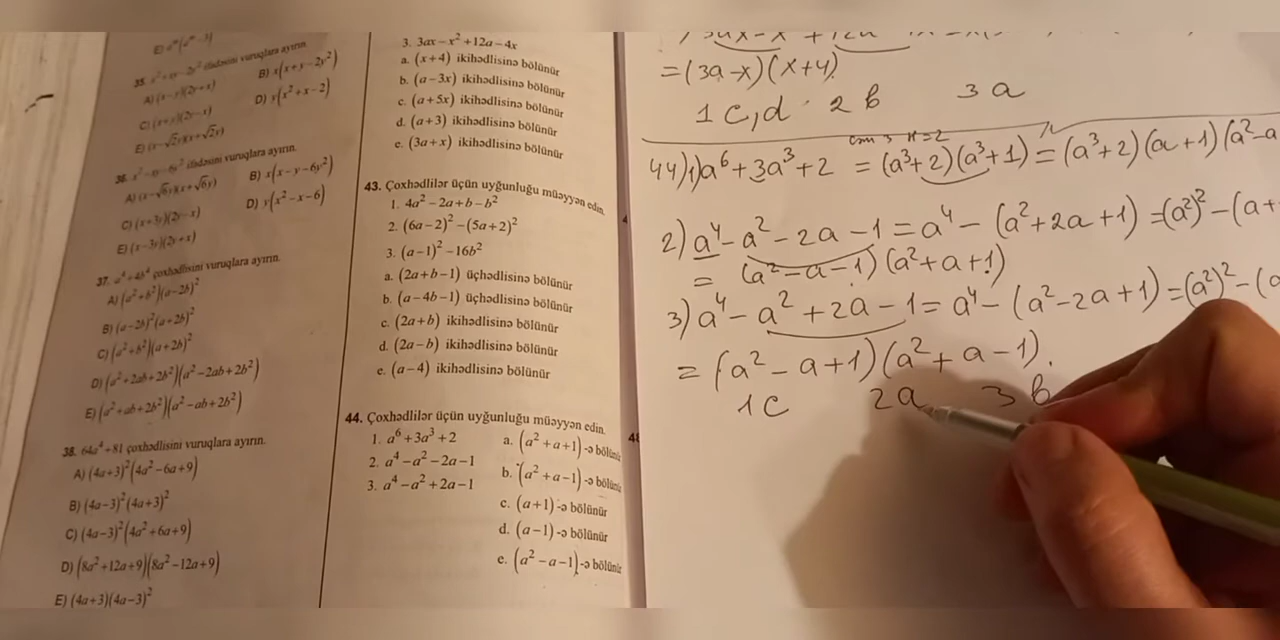 35. x²+xy−2y² ifadəsini vuruqlara ayırın.
A) (x−y)(2y+x)
B) x(x+y−2y²)
C) (x+y)(2y−x)
D) y(x²+x−2)
E) (x−√2y)(x+√2y)
36. x²−xy−6y² ifadəsini vuruqlara ayırın.
A) (x−√6y)(x+√6y)
B) x(x−y−6y²)
C) (x+3y)(2y−x)
D) y(x²−x−6)
E) (x−3y)(2y+x)
37. a⁴+4b⁴ çoxhədlisini vuruqlara ayırın.
A) (a²+b²)(a−2b)²
B) (a−2b)²(a+2b)²
C) (a²+b²)(a+2b)²
D) (a²+2ab+2b²)(a²−2ab+2b²)
E) (a²+ab+2b²)(a²−ab+2b²)
38. 64a⁴+81 çoxhədlisini vuruqlara ayırın.
A) (4a+3)²(4a²−6a+9)
B) (4a−3)²(4a+3)²
C) (4a−3)²(4a²+6a+9)
D) (8a²+12a+9)(8a²−12a+9)
E) (4a+3)(4a−3)²
3. 3ax−x²+12a−4x
a. (x+4) ikihədlisinə bölünür
b. (a−3x) ikihədlisinə bölünür
c. (a+5x) ikihədlisinə bölünür
d. (a+3) ikihədlisinə bölünür
e. (3a+x) ikihədlisinə bölünür
43. Çoxhədlilər üçün uyğunluğu müəyyən edin.
1. 4a²−2a+b−b²
2. (6a−2)²−(5a+2)²
3. (a−1)²−16b²
a. (2a+b−1) üçhədlisinə bölünür
b. (a−4b−1) üçhədlisinə bölünür
c. (2a+b) ikihədlisinə bölünür
d. (2a−b) ikihədlisinə bölünür
e. (a−4) ikihədlisinə bölünür
44. Çoxhədlilər üçün uyğunluğu müəyyən edin.
1. a⁶+3a³+2
2. a⁴−a²−2a−1
3. a⁴−a²+2a−1
a. (a²+a+1)-ə bölünür
b. (a²+a−1)-ə bölünür
c. (a+1)-ə bölünür
d. (a−1)-ə bölünür
e. (a²−a−1)-ə bölünür
=(3a−x)(x+4)
1c,d 2b 3a
44)1)a⁶+3a³+2 =(a³+2)(a³+1)=(a³+2)(a+1)(a²−a
2)a⁴−a²−2a−1=a⁴−(a²+2a+1)=(a²)²−(a+
=(a²−a−1)(a²+a+1)
3)a⁴−a²+2a−1=a⁴−(a²−2a+1)=(a²)²−(a
=(a²−a+1)(a²+a−1).
1c 2a 3b